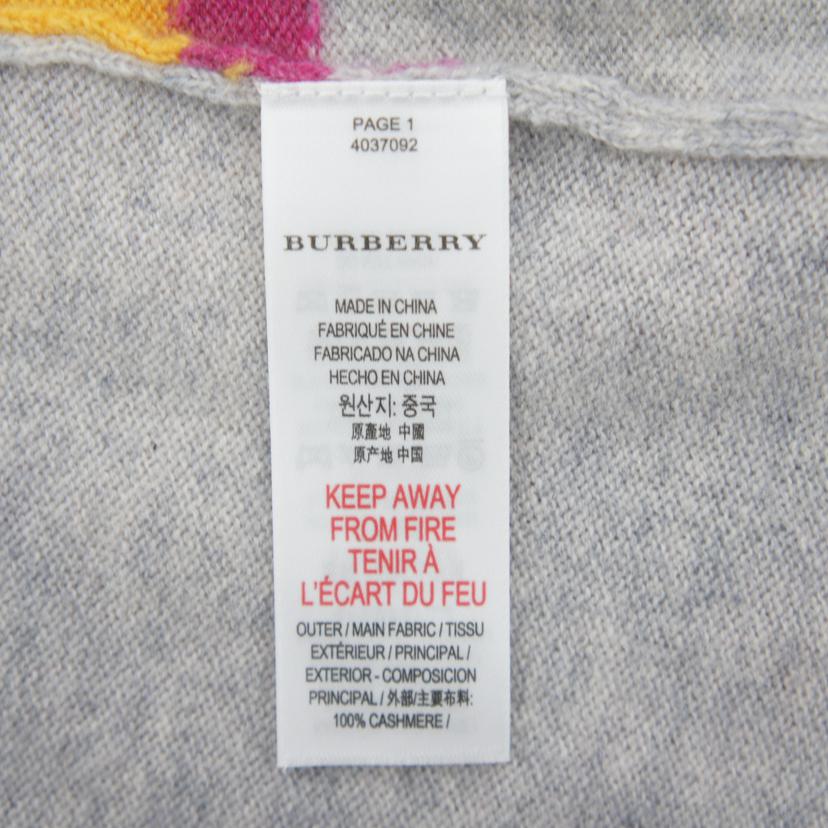 PAGE 1
4037092
BURBERRY
MADE IN CHINA
FABRIQUÉ EN CHINE
FABRICADO NA CHINA
HECHO EN CHINA
원산지: 중국
原產地 中國
原产地 中国
KEEP AWAY
FROM FIRE
TENIR À
L'ÉCART DU FEU
OUTER / MAIN FABRIC / TISSU
EXTÉRIEUR / PRINCIPAL /
EXTERIOR - COMPOSICION
PRINCIPAL / 外部/主要布料:
100% CASHMERE /